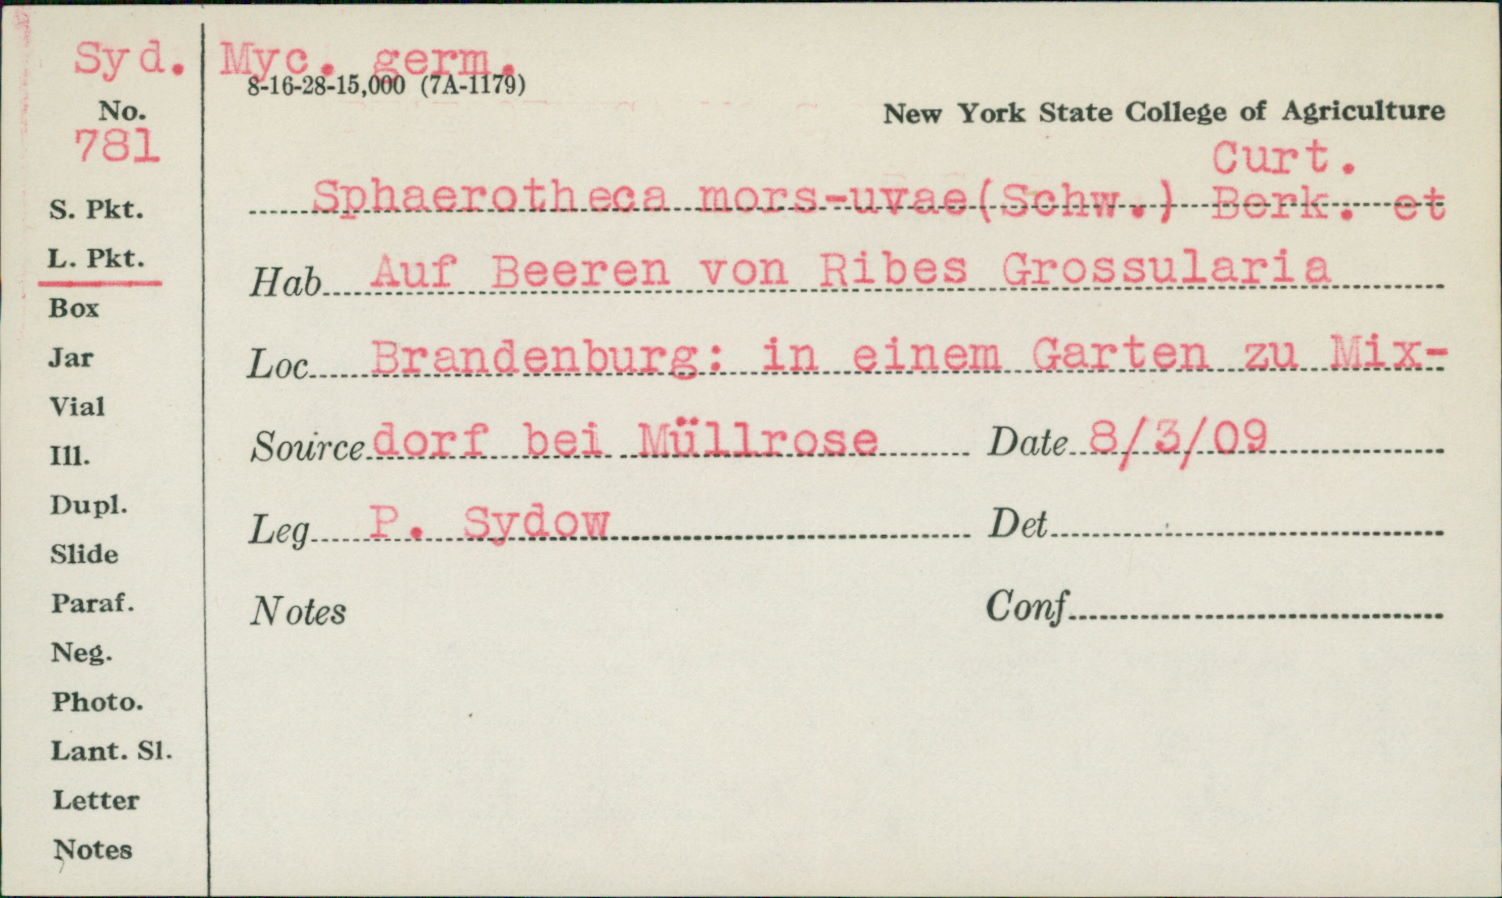 Syd. Myc. germ.
8-16-28-15,000 (7A-1179)
No.
781
New York State College of Agriculture
Curt.
Sphaerotheca mors-uvae(Schw.) Berk. et
S. Pkt.
L. Pkt.
Box
Jar
Vial
Ill.
Dupl.
Slide
Paraf.
Neg.
Photo.
Lant. Sl.
Letter
Notes
Hab Auf Beeren von Ribes Grossularia
Loc Brandenburg: in einem Garten zu Mix-
Source dorf bei Müllrose Date 8/3/09
Leg P. Sydow Det
Notes Conf